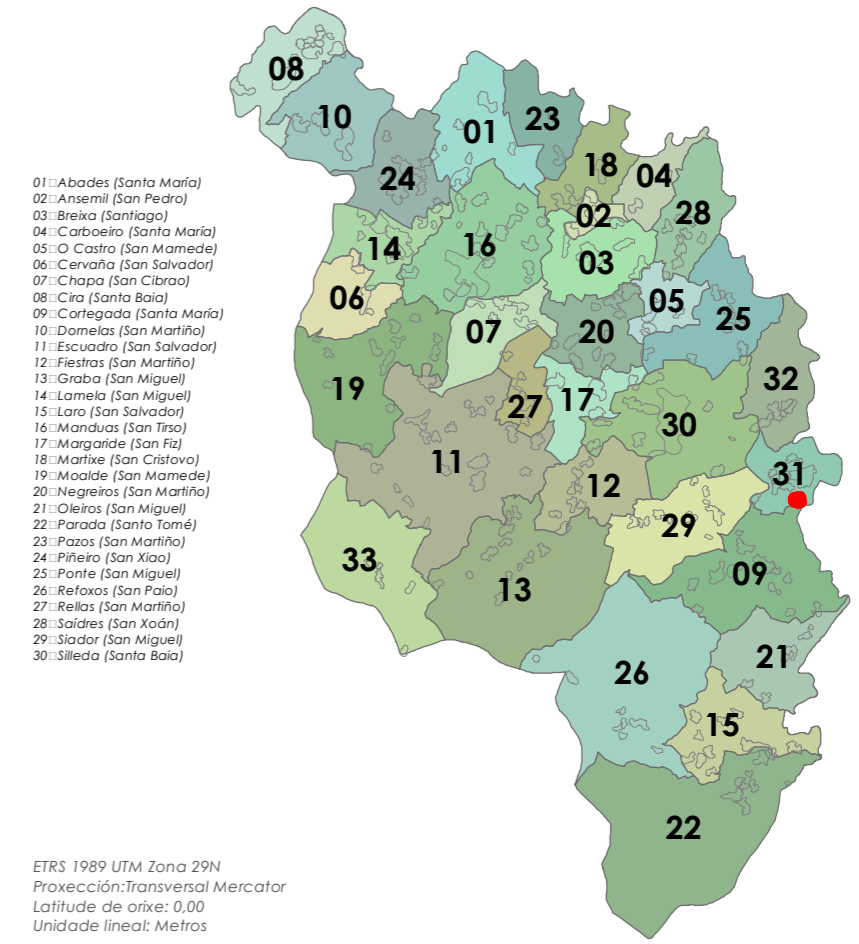 01□Abades (Santa María)
02□Ansemil (San Pedro)
03□Breixa (Santiago)
04□Carboeiro (Santa María)
05□O Castro (San Mamede)
06□Cervaña (San Salvador)
07□Chapa (San Cibrao)
08□Cira (Santa Baia)
09□Cortegada (Santa María)
10□Dornelas (San Martiño)
11□Escuadro (San Salvador)
12□Fiestras (San Martiño)
13□Graba (San Miguel)
14□Lamela (San Miguel)
15□Laro (San Salvador)
16□Manduas (San Tirso)
17□Margaride (San Fiz)
18□Martixe (San Cristovo)
19□Moalde (San Mamede)
20□Negreiros (San Martiño)
21□Oleiros (San Miguel)
22□Parada (Santo Tomé)
23□Pazos (San Martiño)
24□Piñeiro (San Xiao)
25□Ponte (San Miguel)
26□Refoxos (San Paio)
27□Rellas (San Martiño)
28□Saídres (San Xoán)
29□Siador (San Miguel)
30□Silleda (Santa Baia)
ETRS 1989 UTM Zona 29N
Proxección:Transversal Mercator
Latitude de orixe: 0,00
Unidade lineal: Metros
08
10
23
01
18
04
24
28
02
16
14
03
06
05
25
07
20
32
19
17
27
30
11
31
12
29
33
09
13
21
26
15
22